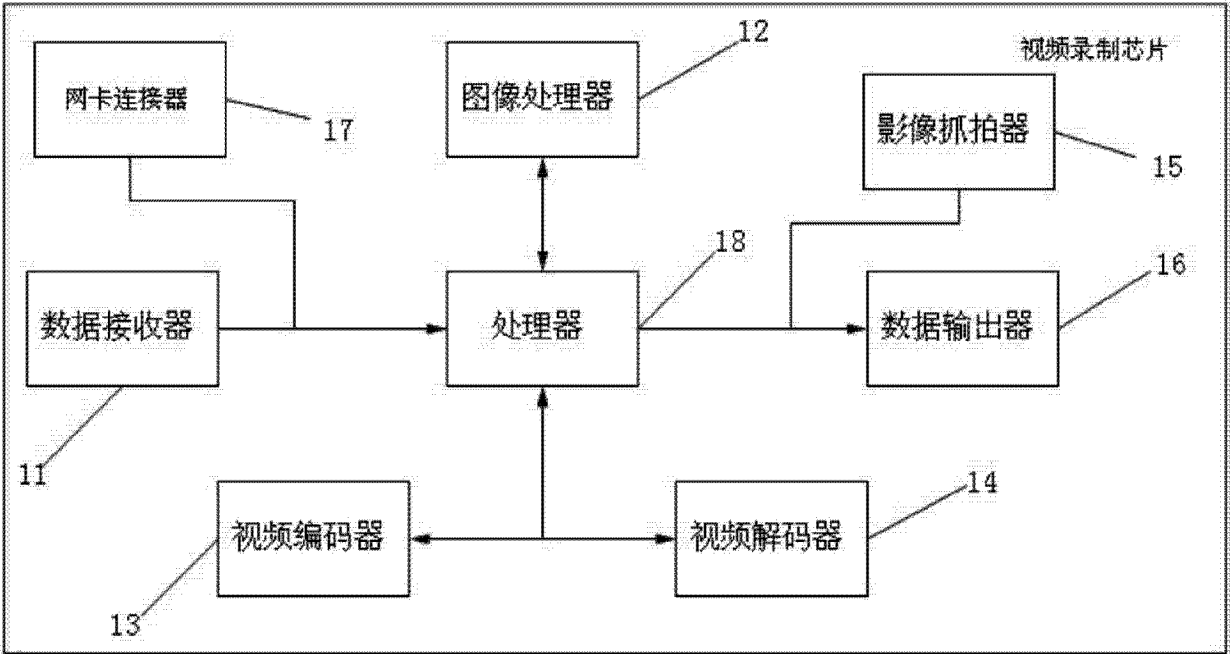 12
视频录制芯片
网卡连接器
图像处理器
17
影像抓拍器
15
18
16
数据接收器
处理器
数据输出器
11
14
视频编码器
视频解码器
13